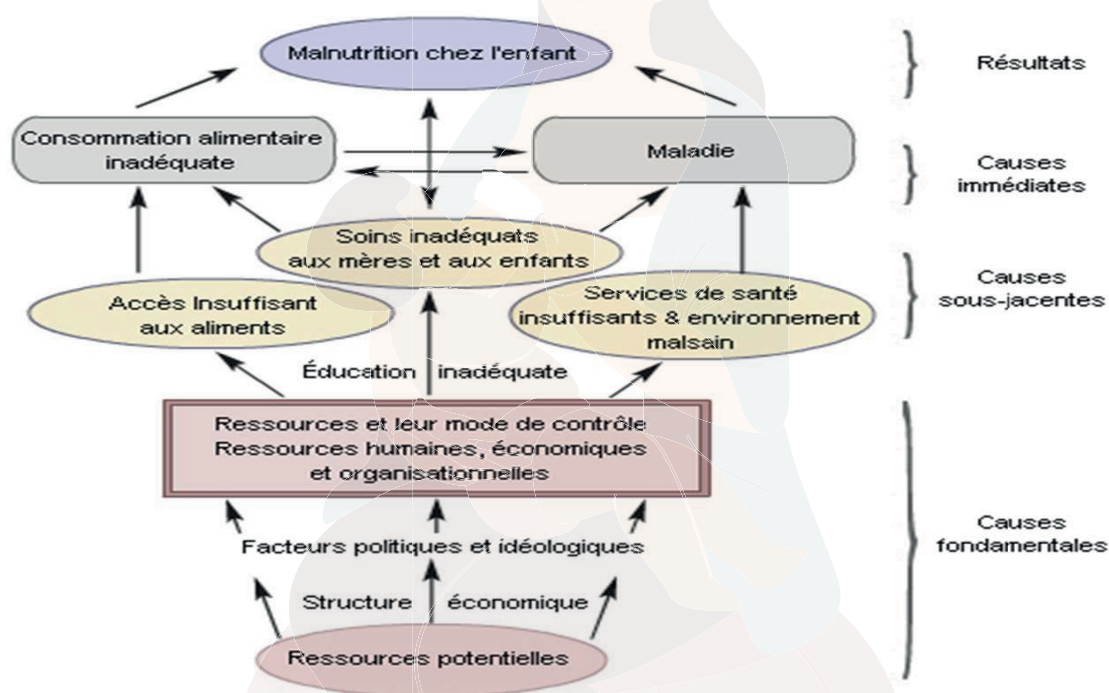 Malnutrition chez l'enfant
Résultats
Consommation alimentaire
inadéquate
Maladie
Causes
immédiates
Soins inadéquats
aux mères et aux enfants
Accès Insuffisant
aux aliments
Services de santé
insuffisants & environnement
malsain
Causes
sous-jacentes
Éducation inadéquate
Ressources et leur mode de contrôle
Ressources humaines, économiques
et organisationnelles
Facteurs politiques et idéologiques
Structure économique
Ressources potentielles
Causes
fondamentales